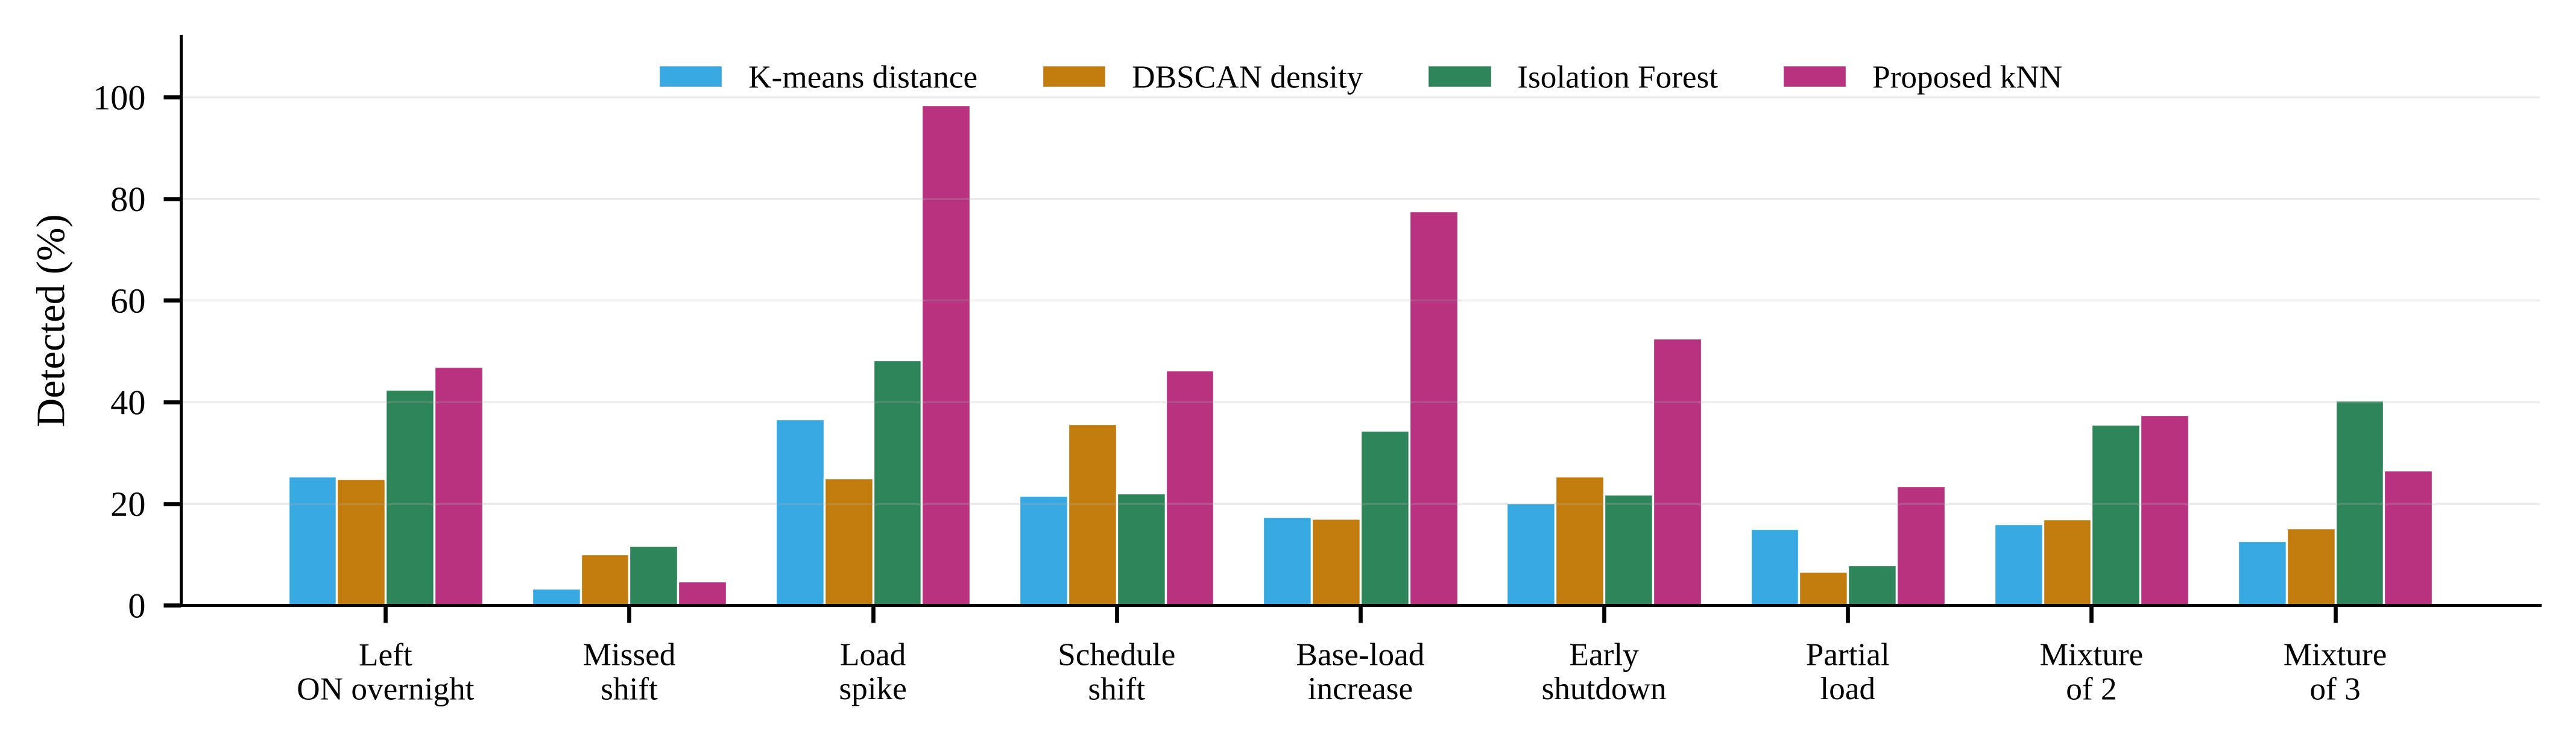 K-means distance
DBSCAN density
Isolation Forest
Proposed kNN
Detected (%)
100
80
60
40
20
0
Left
ON overnight
Missed
shift
Load
spike
Schedule
shift
Base-load
increase
Early
shutdown
Partial
load
Mixture
of 2
Mixture
of 3